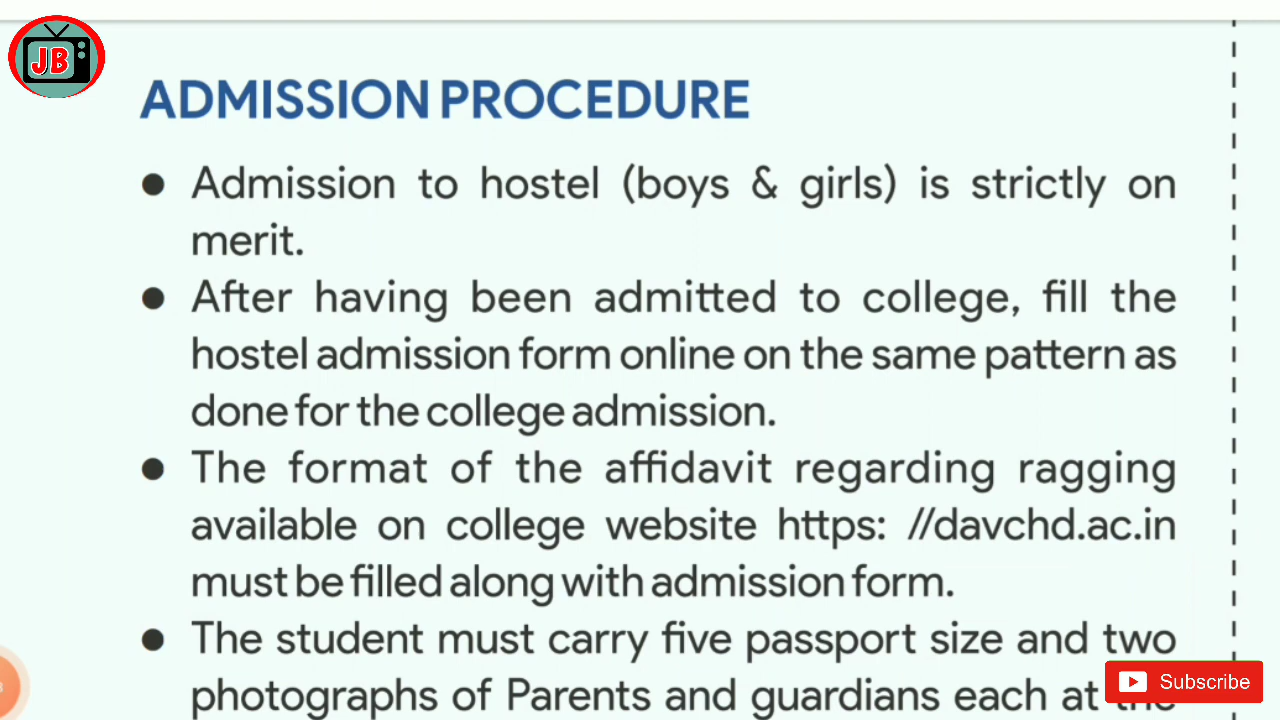 JB
ADMISSION PROCEDURE
● Admission to hostel (boys & girls) is strictly on
merit.
● After having been admitted to college, fill the
hostel admission form online on the same pattern as
done for the college admission.
● The format of the affidavit regarding ragging
available on college website https: //davchd.ac.in
must be filled along with admission form.
● The student must carry five passport size and two
photographs of Parents and guardians each at the
Subscribe